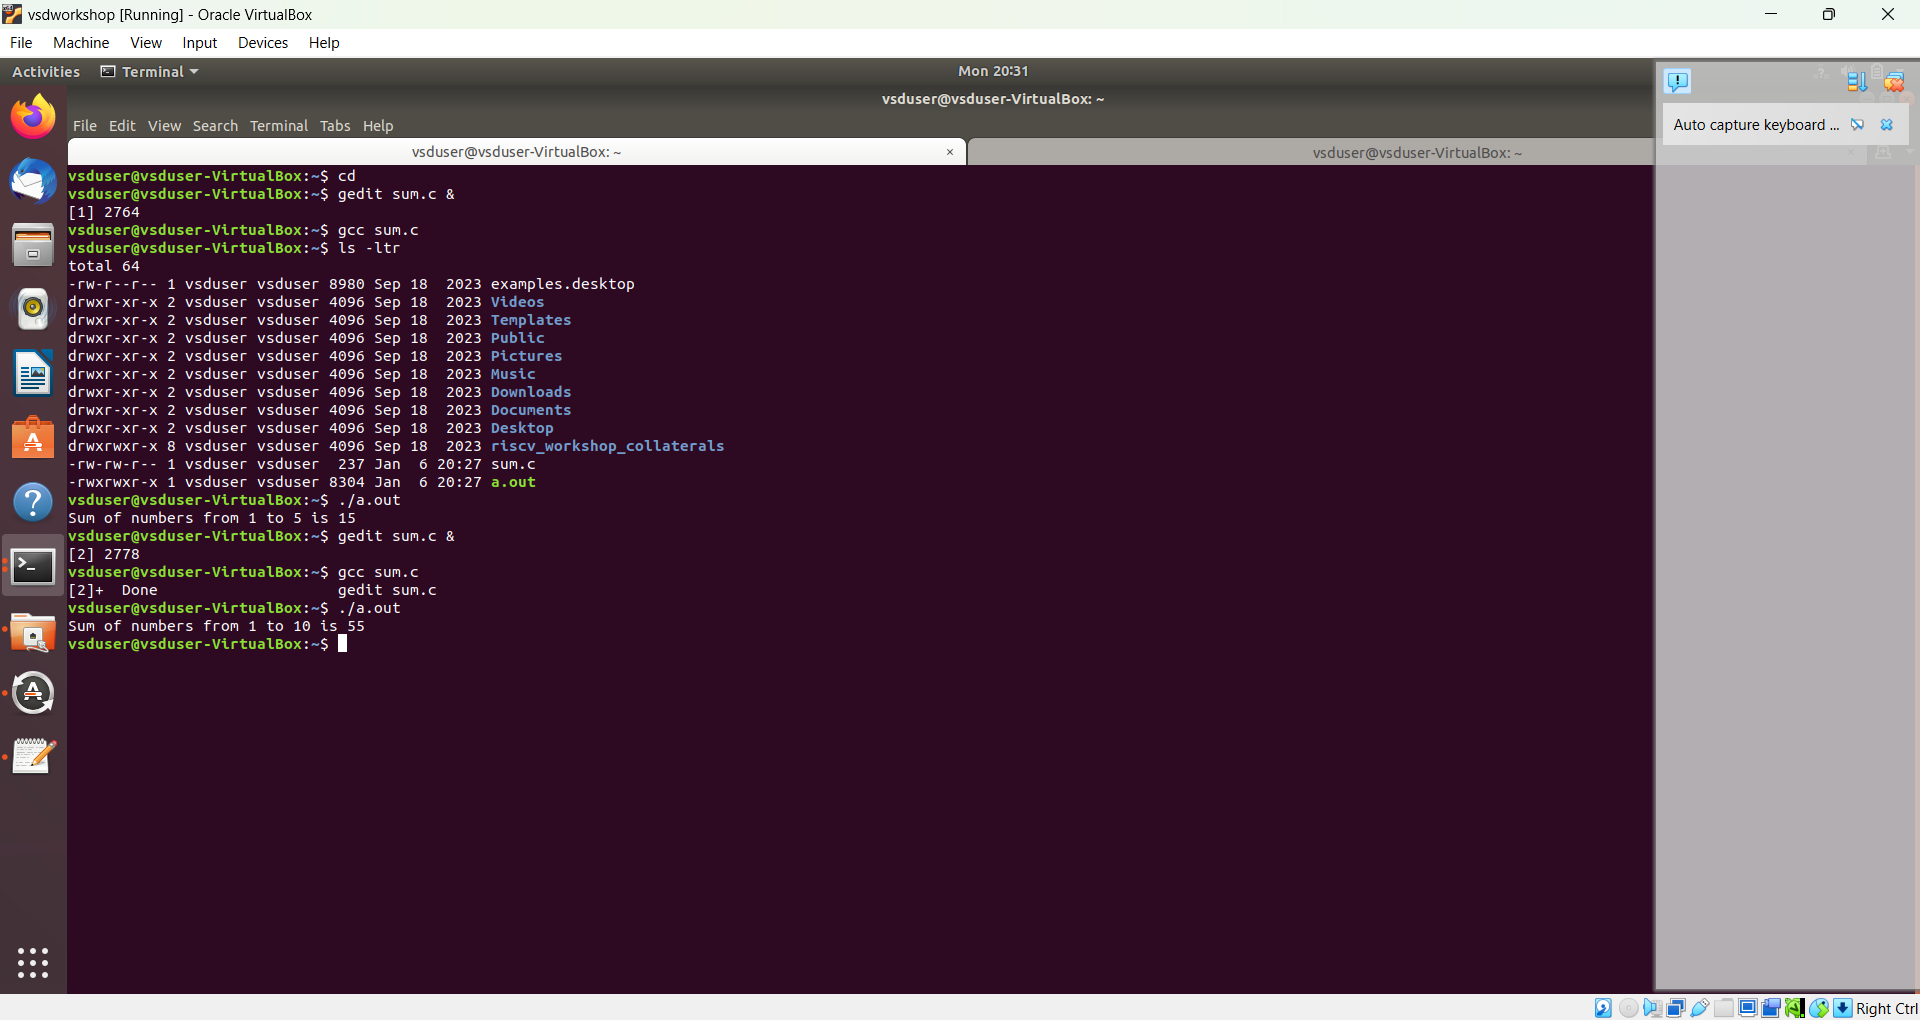 vsdworkshop [Running] - Oracle VirtualBox
File Machine View Input Devices Help
Activities Terminal Mon 20:31
vsduser@vsduser-VirtualBox: ~
Auto capture keyboard ...
File Edit View Search Terminal Tabs Help
vsduser@vsduser-VirtualBox: ~ × vsduser@vsduser-VirtualBox: ~
vsduser@vsduser-VirtualBox:~$ cd
vsduser@vsduser-VirtualBox:~$ gedit sum.c &
[1] 2764
vsduser@vsduser-VirtualBox:~$ gcc sum.c
vsduser@vsduser-VirtualBox:~$ ls -ltr
total 64
-rw-r--r-- 1 vsduser vsduser 8980 Sep 18  2023 examples.desktop
drwxr-xr-x 2 vsduser vsduser 4096 Sep 18  2023 Videos
drwxr-xr-x 2 vsduser vsduser 4096 Sep 18  2023 Templates
drwxr-xr-x 2 vsduser vsduser 4096 Sep 18  2023 Public
drwxr-xr-x 2 vsduser vsduser 4096 Sep 18  2023 Pictures
drwxr-xr-x 2 vsduser vsduser 4096 Sep 18  2023 Music
drwxr-xr-x 2 vsduser vsduser 4096 Sep 18  2023 Downloads
drwxr-xr-x 2 vsduser vsduser 4096 Sep 18  2023 Documents
drwxr-xr-x 2 vsduser vsduser 4096 Sep 18  2023 Desktop
drwxrwxr-x 8 vsduser vsduser 4096 Sep 18  2023 riscv_workshop_collaterals
-rw-rw-r-- 1 vsduser vsduser  237 Jan  6 20:27 sum.c
-rwxrwxr-x 1 vsduser vsduser 8304 Jan  6 20:27 a.out
vsduser@vsduser-VirtualBox:~$ ./a.out
Sum of numbers from 1 to 5 is 15
vsduser@vsduser-VirtualBox:~$ gedit sum.c &
[2] 2778
vsduser@vsduser-VirtualBox:~$ gcc sum.c
[2]+  Done                    gedit sum.c
vsduser@vsduser-VirtualBox:~$ ./a.out
Sum of numbers from 1 to 10 is 55
vsduser@vsduser-VirtualBox:~$
Right Ctrl